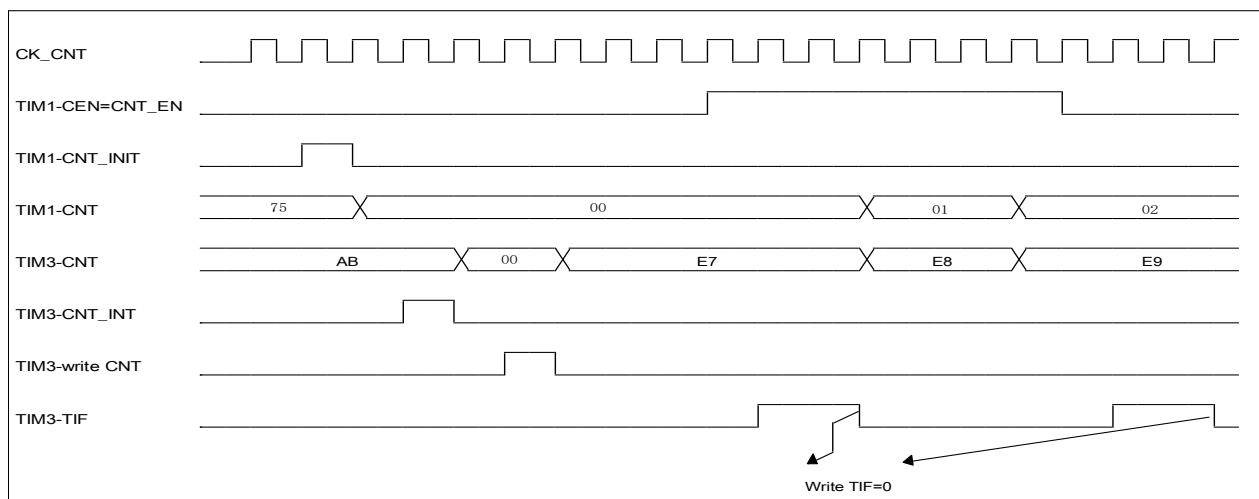 CK_CNT
TIM1-CEN=CNT_EN
TIM1-CNT_INIT
TIM1-CNT 75 00 01 02
TIM3-CNT AB 00 E7 E8 E9
TIM3-CNT_INT
TIM3-write CNT
TIM3-TIF
Write TIF=0